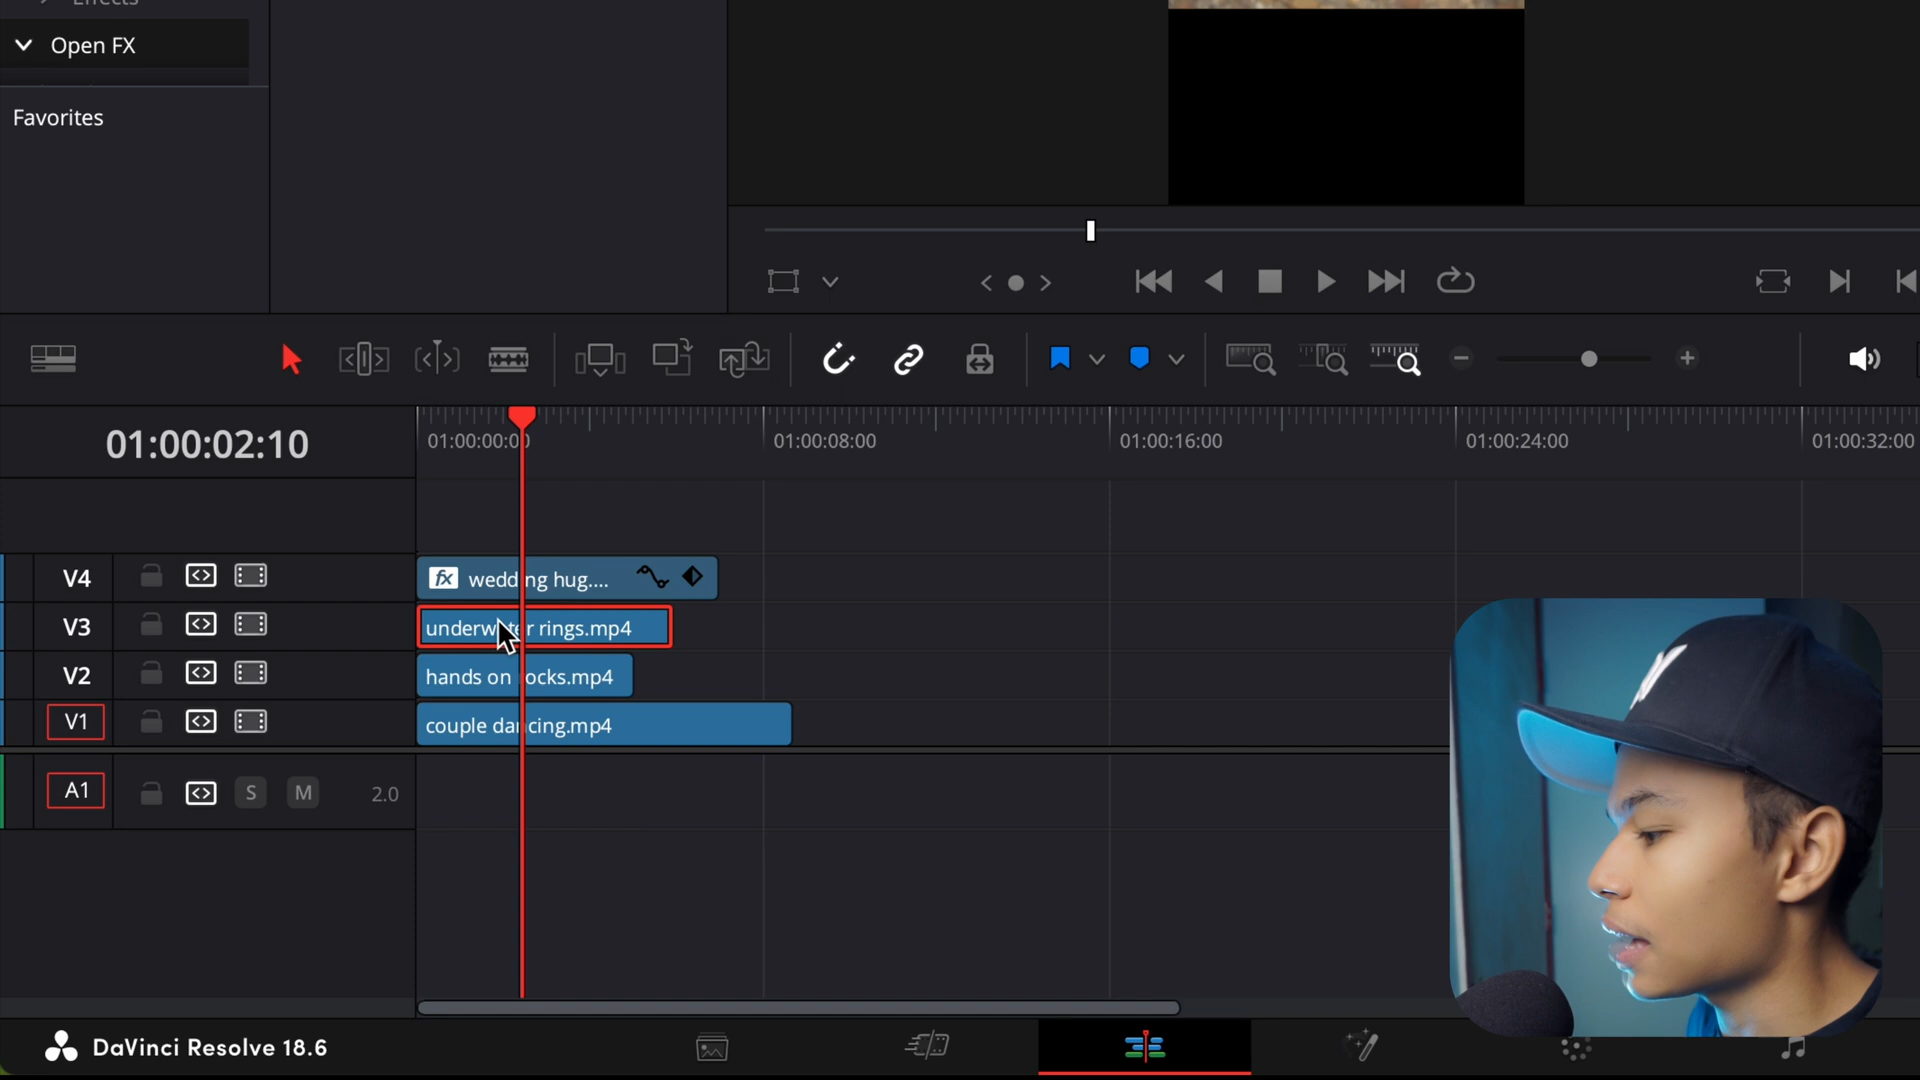 Effects
Open FX
Favorites
01:00:02:10
01:00:00:00
01:00:08:00
01:00:16:00
01:00:24:00
01:00:32:00
V4
fx wedding hug....
V3
underwater rings.mp4
V2
hands on rocks.mp4
V1
couple dancing.mp4
A1
S
M
2.0
DaVinci Resolve 18.6